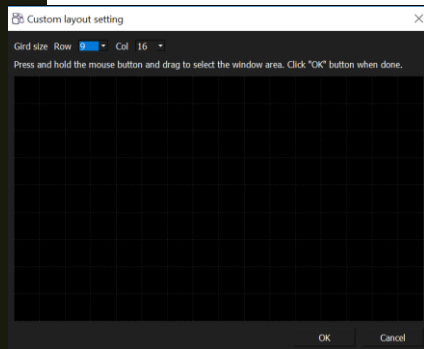 Custom layout setting
Gird size Row 9 Col 16
Press and hold the mouse button and drag to select the window area. Click "OK" button when done.
OK Cancel